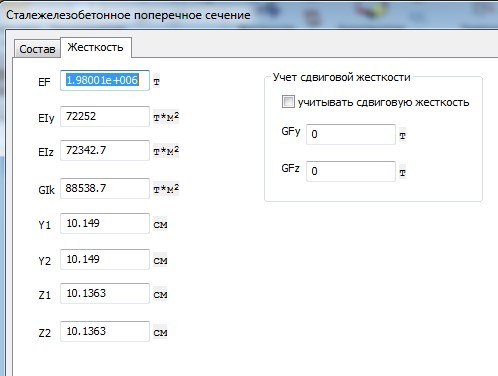 Сталежелезобетонное поперечное сечение
Состав Жесткость
EF 1.98001e+006 т
EIy 72252 т*м²
EIz 72342.7 т*м²
GIk 88538.7 т*м²
Y1 10.149 см
Y2 10.149 см
Z1 10.1363 см
Z2 10.1363 см
Учет сдвиговой жесткости
учитывать сдвиговую жесткость
GFy 0 т
GFz 0 т